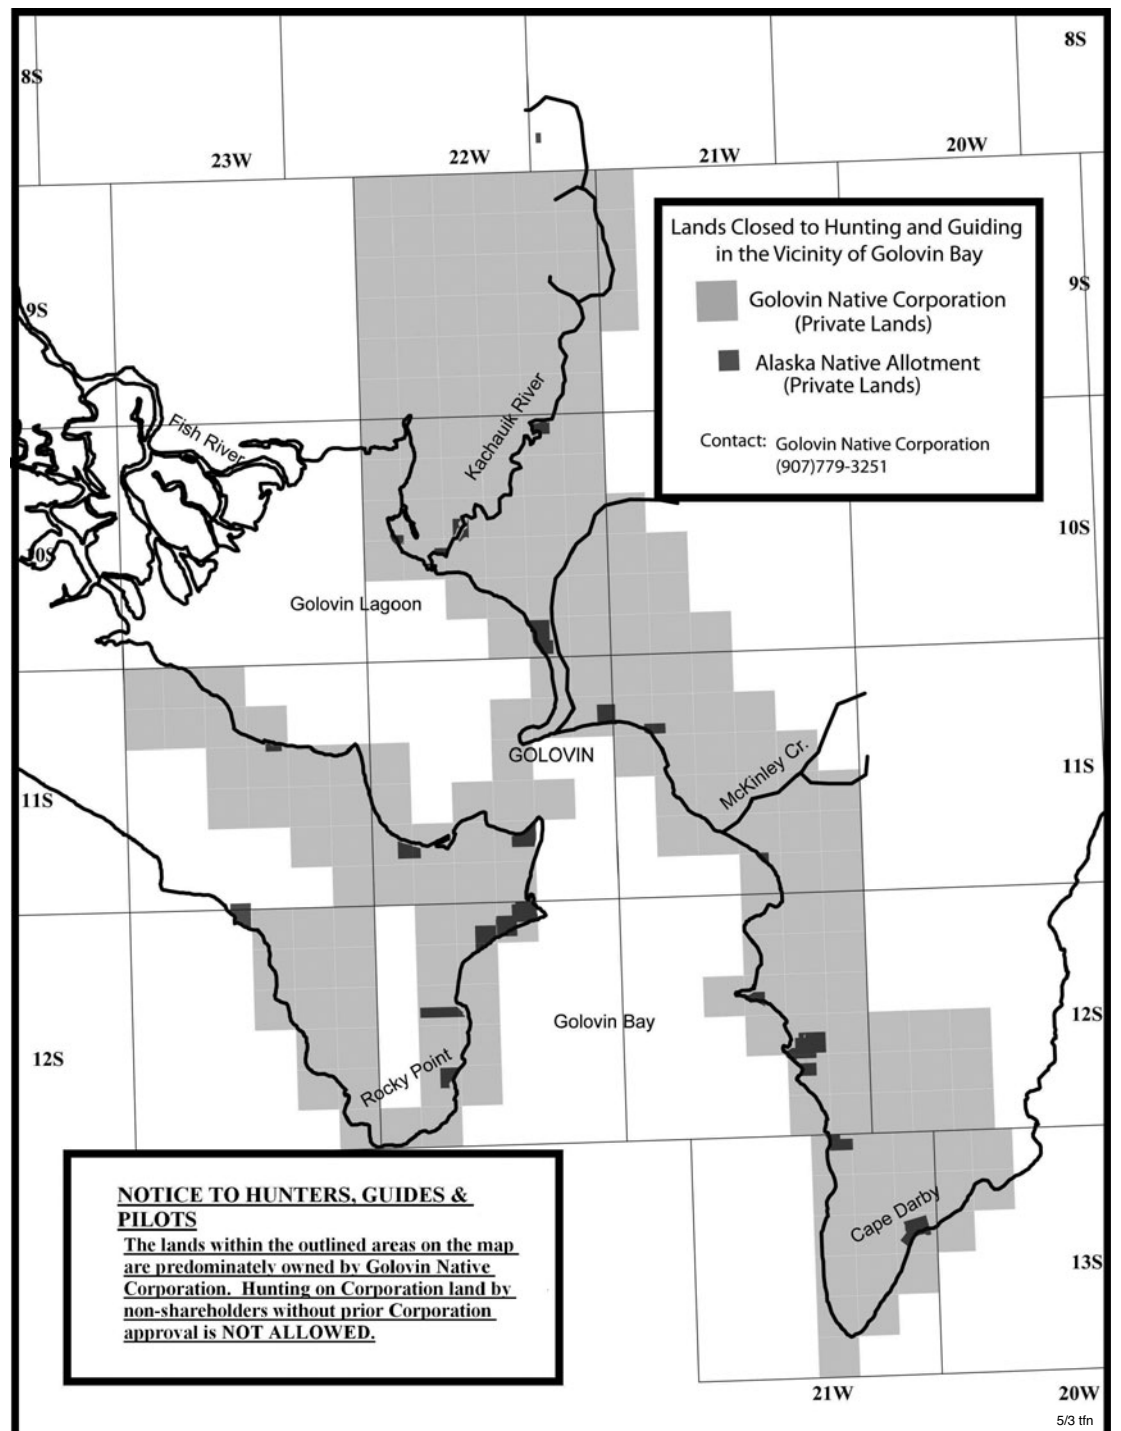 8S
8S
23W
22W
21W
20W
Lands Closed to Hunting and Guiding
in the Vicinity of Golovin Bay
Golovin Native Corporation
(Private Lands)
Alaska Native Allotment
(Private Lands)
Contact: Golovin Native Corporation
(907)779-3251
9S
9S
Fish River
Kachauik River
10S
10S
Golovin Lagoon
GOLOVIN
McKinley Cr.
11S
11S
Golovin Bay
12S
12S
Rocky Point
Cape Darby
13S
NOTICE TO HUNTERS, GUIDES &
PILOTS
The lands within the outlined areas on the map
are predominately owned by Golovin Native
Corporation. Hunting on Corporation land by
non-shareholders without prior Corporation
approval is NOT ALLOWED.
21W
20W
5/3 tfn